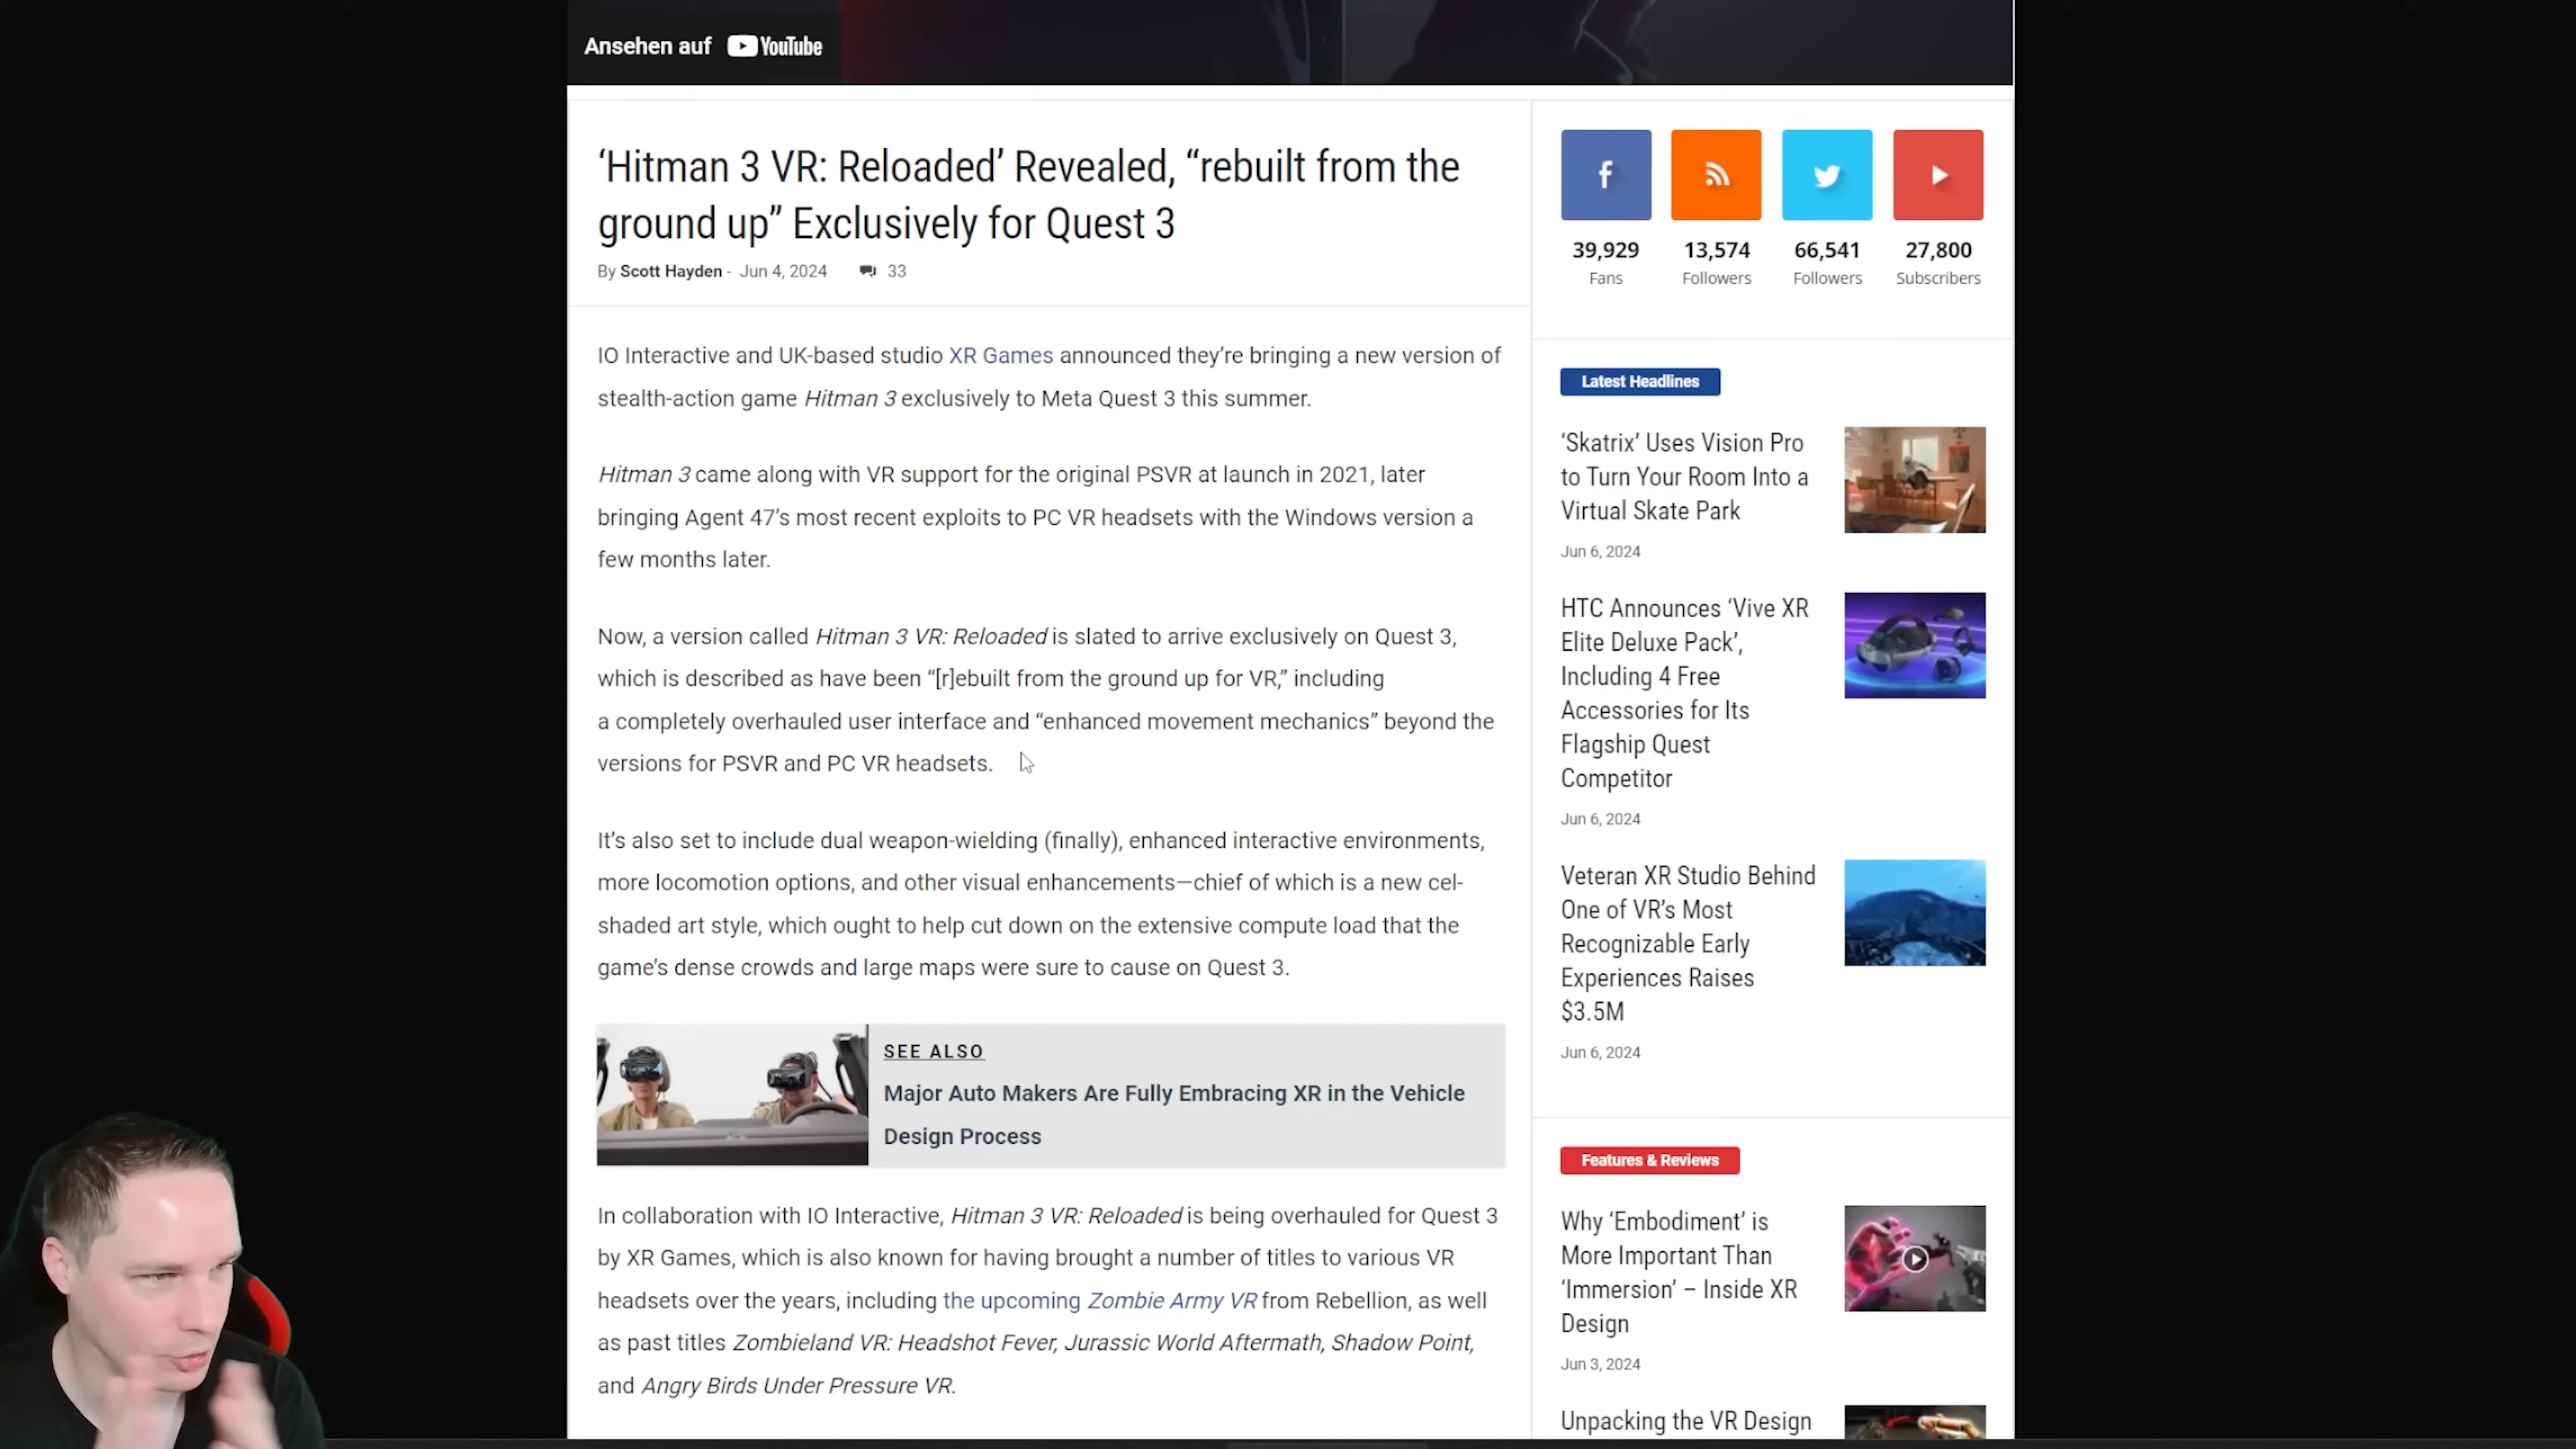 Ansehen auf YouTube
‘Hitman 3 VR: Reloaded’ Revealed, “rebuilt from the
ground up” Exclusively for Quest 3
By Scott Hayden - Jun 4, 2024 33
IO Interactive and UK-based studio XR Games announced they’re bringing a new version of
stealth-action game Hitman 3 exclusively to Meta Quest 3 this summer.
Hitman 3 came along with VR support for the original PSVR at launch in 2021, later
bringing Agent 47’s most recent exploits to PC VR headsets with the Windows version a
few months later.
Now, a version called Hitman 3 VR: Reloaded is slated to arrive exclusively on Quest 3,
which is described as have been “[r]ebuilt from the ground up for VR,” including
a completely overhauled user interface and “enhanced movement mechanics” beyond the
versions for PSVR and PC VR headsets.
It’s also set to include dual weapon-wielding (finally), enhanced interactive environments,
more locomotion options, and other visual enhancements—chief of which is a new cel-
shaded art style, which ought to help cut down on the extensive compute load that the
game’s dense crowds and large maps were sure to cause on Quest 3.
SEE ALSO
Major Auto Makers Are Fully Embracing XR in the Vehicle
Design Process
In collaboration with IO Interactive, Hitman 3 VR: Reloaded is being overhauled for Quest 3
by XR Games, which is also known for having brought a number of titles to various VR
headsets over the years, including the upcoming Zombie Army VR from Rebellion, as well
as past titles Zombieland VR: Headshot Fever, Jurassic World Aftermath, Shadow Point,
and Angry Birds Under Pressure VR.
39,929 13,574 66,541 27,800
Fans Followers Followers Subscribers
Latest Headlines
‘Skatrix’ Uses Vision Pro
to Turn Your Room Into a
Virtual Skate Park
Jun 6, 2024
HTC Announces ‘Vive XR
Elite Deluxe Pack’,
Including 4 Free
Accessories for Its
Flagship Quest
Competitor
Jun 6, 2024
Veteran XR Studio Behind
One of VR’s Most
Recognizable Early
Experiences Raises
$3.5M
Jun 6, 2024
Features & Reviews
Why ‘Embodiment’ is
More Important Than
‘Immersion’ – Inside XR
Design
Jun 3, 2024
Unpacking the VR Design